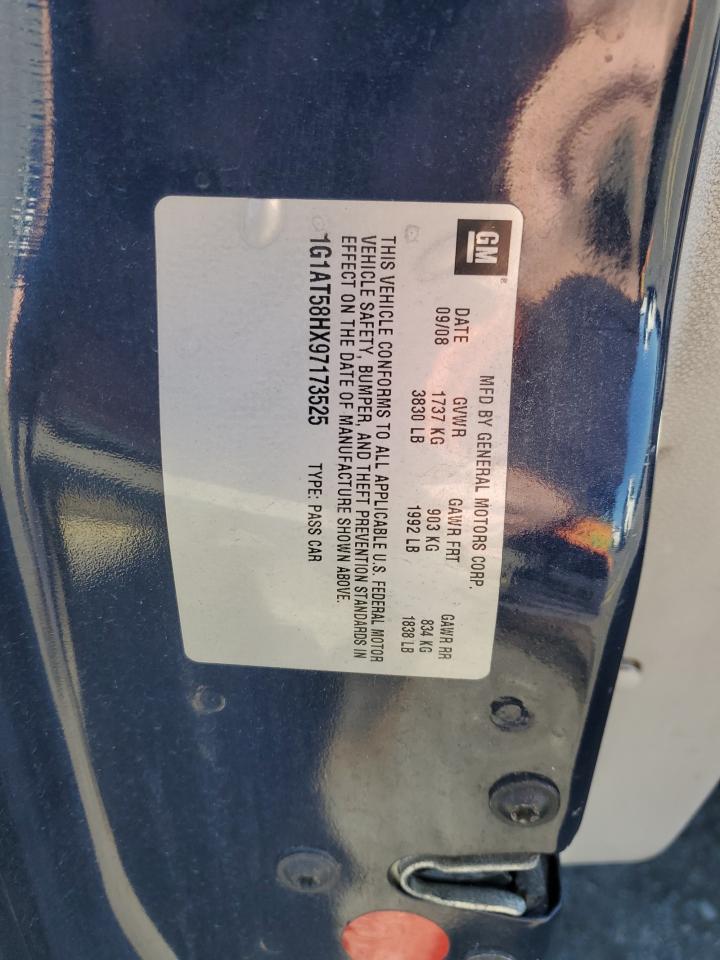 GM ®
MFD BY GENERAL MOTORS CORP.
DATE GVWR GAWR FRT GAWR RR
09/08 1737 KG 903 KG 834 KG
3830 LB 1992 LB 1838 LB
THIS VEHICLE CONFORMS TO ALL APPLICABLE U.S. FEDERAL MOTOR
VEHICLE SAFETY, BUMPER, AND THEFT PREVENTION STANDARDS IN
EFFECT ON THE DATE OF MANUFACTURE SHOWN ABOVE.
1G1AT58HX97173525 TYPE: PASS CAR